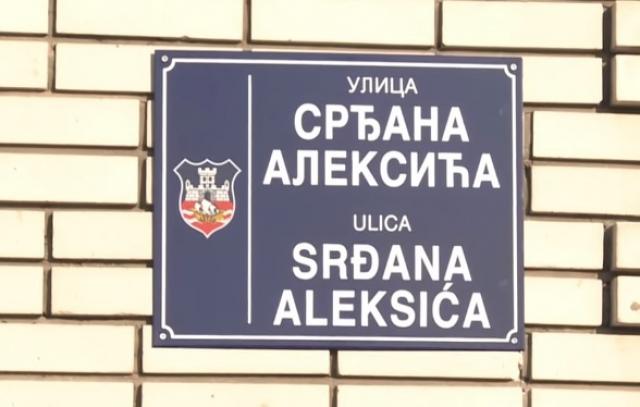 УЛИЦА
СРЂАНА
АЛЕКСИЋА
ULICA
SRĐANA
ALEKSIĆA